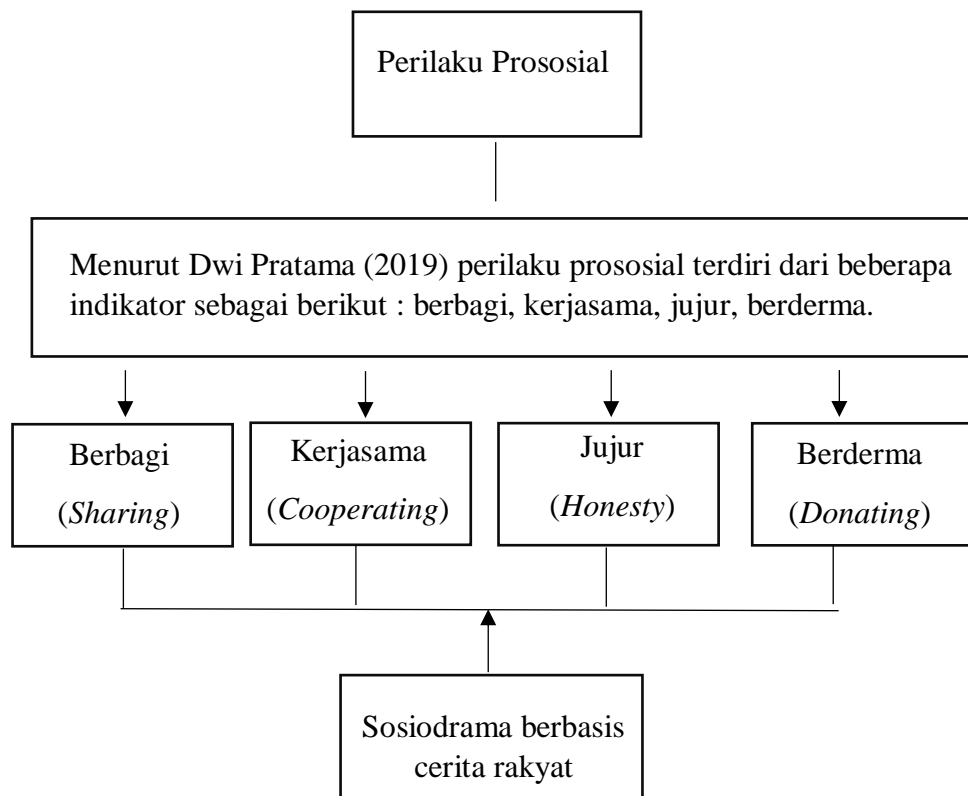 Perilaku Prososial
Menurut Dwi Pratama (2019) perilaku prososial terdiri dari beberapa
indikator sebagai berikut : berbagi, kerjasama, jujur, berderma.
Berbagi
(Sharing)
Kerjasama
(Cooperating)
Jujur
(Honesty)
Berderma
(Donating)
Sosiodrama berbasis
cerita rakyat